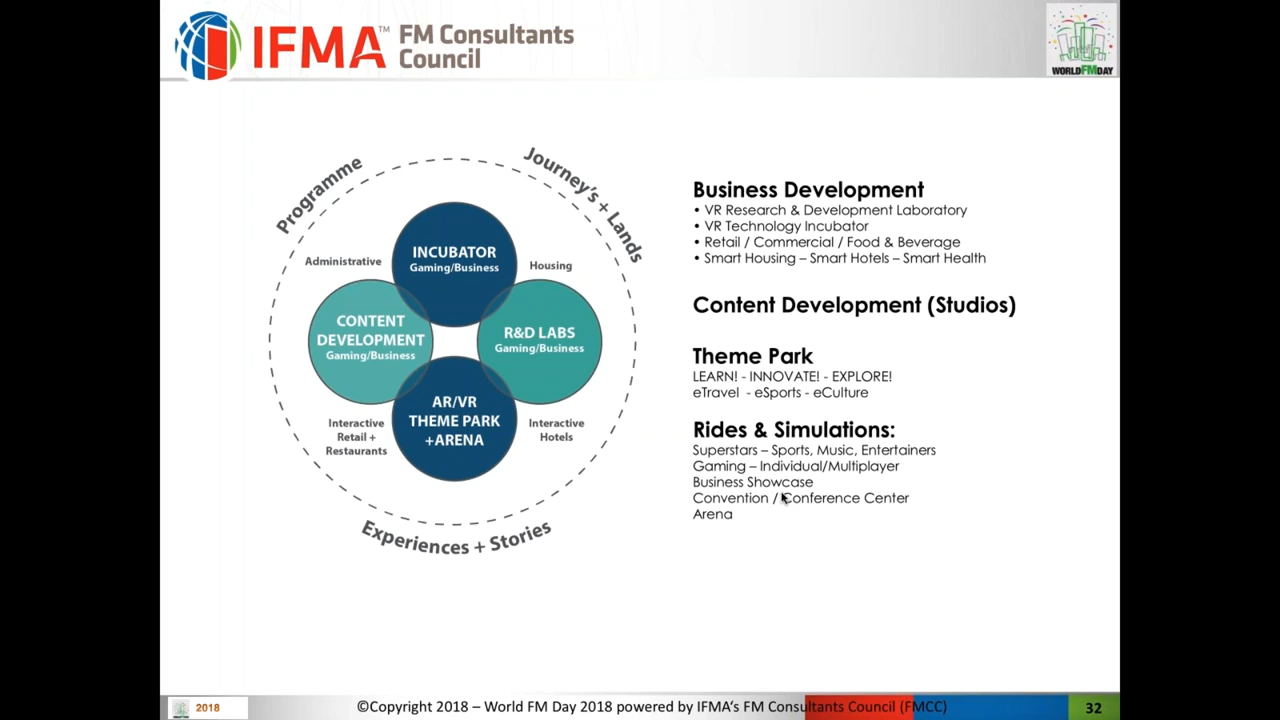 IFMA™ FM Consultants
Council
WORLDFMDAY
Programme
Journey's + Lands
INCUBATOR
Gaming/Business
Administrative
Housing
CONTENT
DEVELOPMENT
Gaming/Business
R&D LABS
Gaming/Business
AR/VR
THEME PARK
+ARENA
Interactive
Retail +
Restaurants
Interactive
Hotels
Experiences + Stories
Business Development
• VR Research & Development Laboratory
• VR Technology Incubator
• Retail / Commercial / Food & Beverage
• Smart Housing – Smart Hotels – Smart Health
Content Development (Studios)
Theme Park
LEARN! - INNOVATE! - EXPLORE!
eTravel - eSports - eCulture
Rides & Simulations:
Superstars – Sports, Music, Entertainers
Gaming – Individual/Multiplayer
Business Showcase
Convention / Conference Center
Arena
2018
©Copyright 2018 – World FM Day 2018 powered by IFMA's FM Consultants Council (FMCC)
32